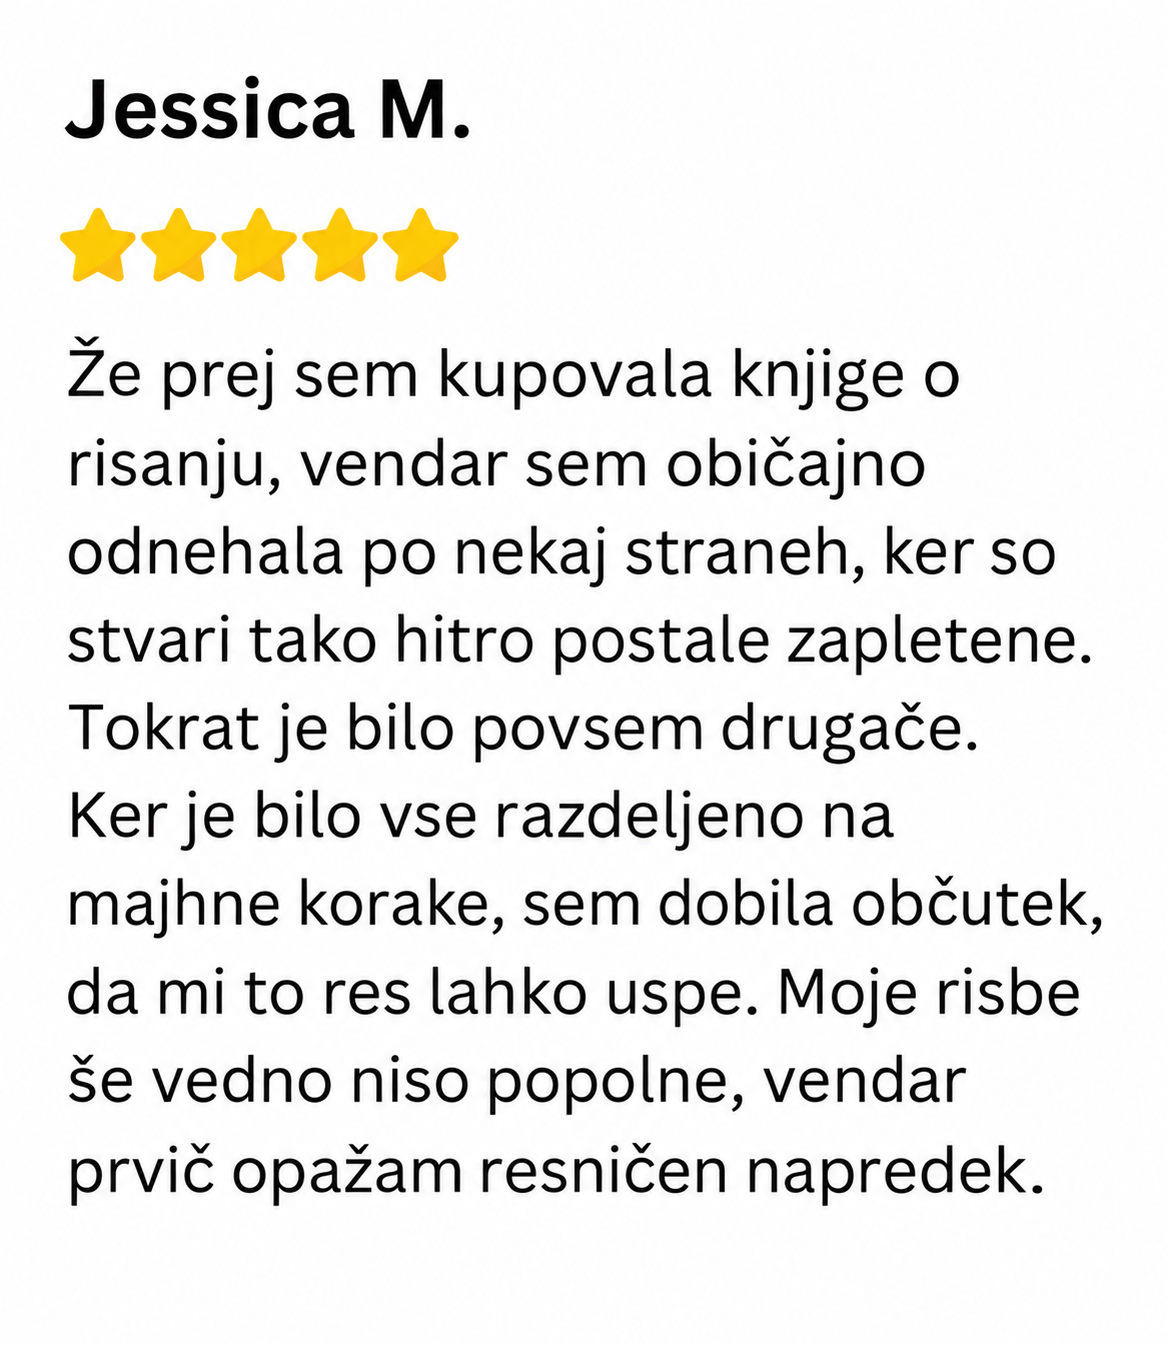 Jessica M.
Že prej sem kupovala knjige o
risanju, vendar sem običajno
odnehala po nekaj straneh, ker so
stvari tako hitro postale zapletene.
Tokrat je bilo povsem drugače.
Ker je bilo vse razdeljeno na
majhne korake, sem dobila občutek,
da mi to res lahko uspe. Moje risbe
še vedno niso popolne, vendar
prvič opažam resničen napredek.